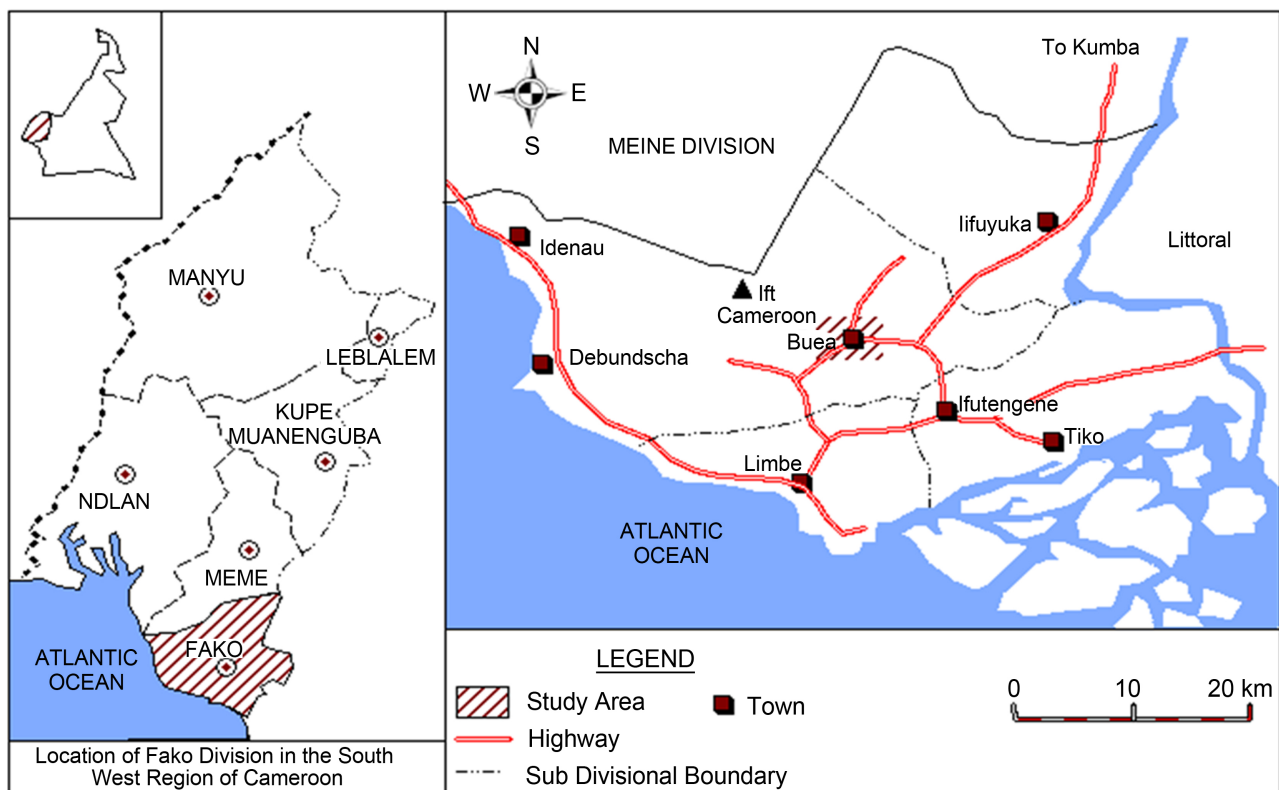 MANYU
LEBLALEM
KUPE
MUANENGUBA
NDLAN
MEME
FAKO
ATLANTIC
OCEAN
Location of Fako Division in the South
West Region of Cameroon
N
W E
S
To Kumba
MEINE DIVISION
Iifuyuka
Littoral
Idenau
Ift
Cameroon
Buea
Debundscha
Ifutengene
Tiko
Limbe
ATLANTIC
OCEAN
LEGEND
Study Area
Town
Highway
Sub Divisional Boundary
0 10 20 km